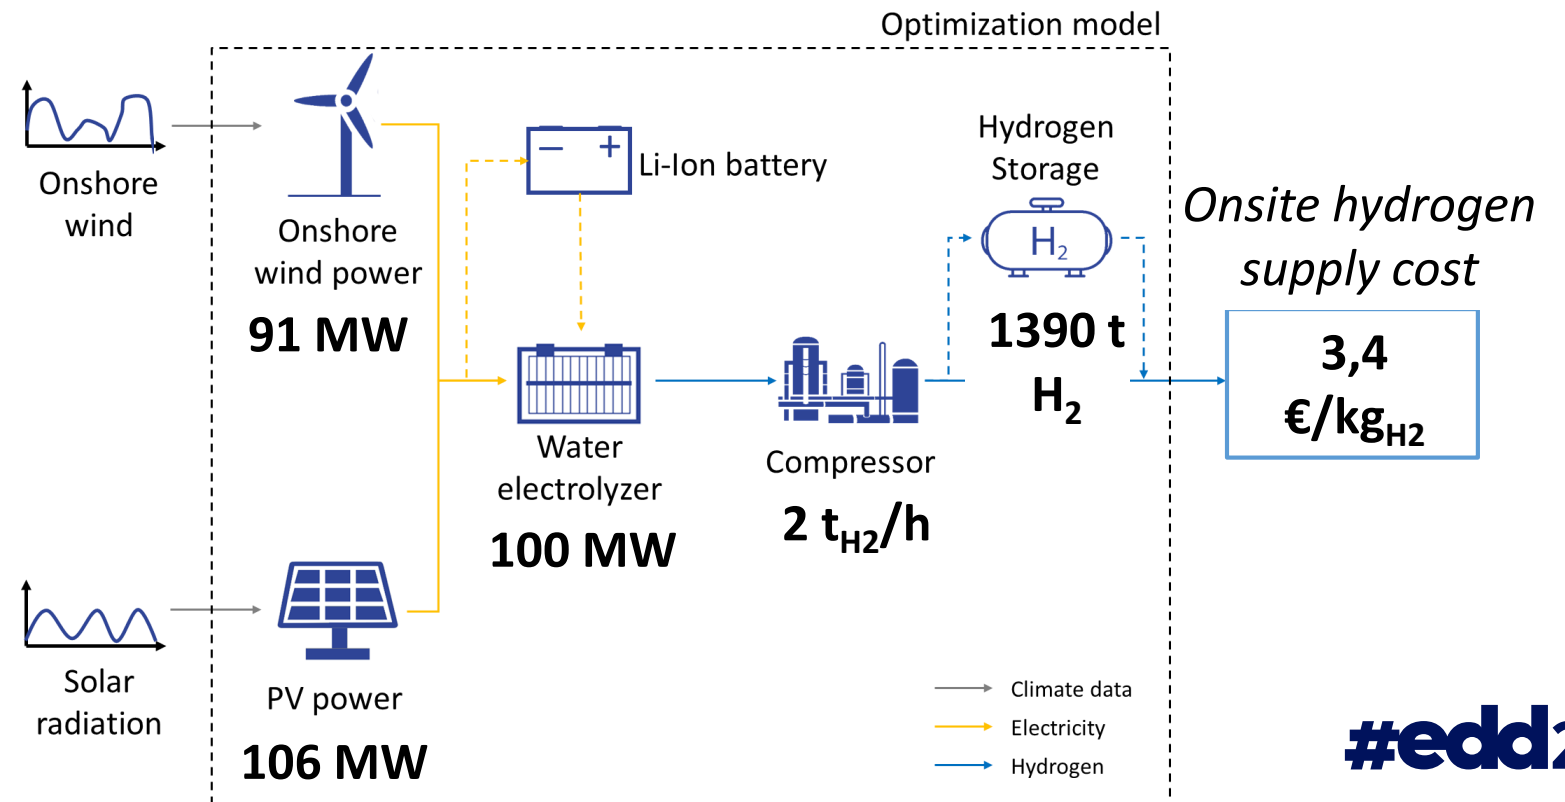 Optimization model
Onshore
wind
Onshore
wind power
91 MW
− +
Li-Ion battery
Hydrogen
Storage
H2
1390 t
H2
Onsite hydrogen
supply cost
3,4
€/kgH2
Water
electrolyzer
100 MW
Compressor
2 tH2/h
Solar
radiation
PV power
106 MW
Climate data
Electricity
Hydrogen
#edd2